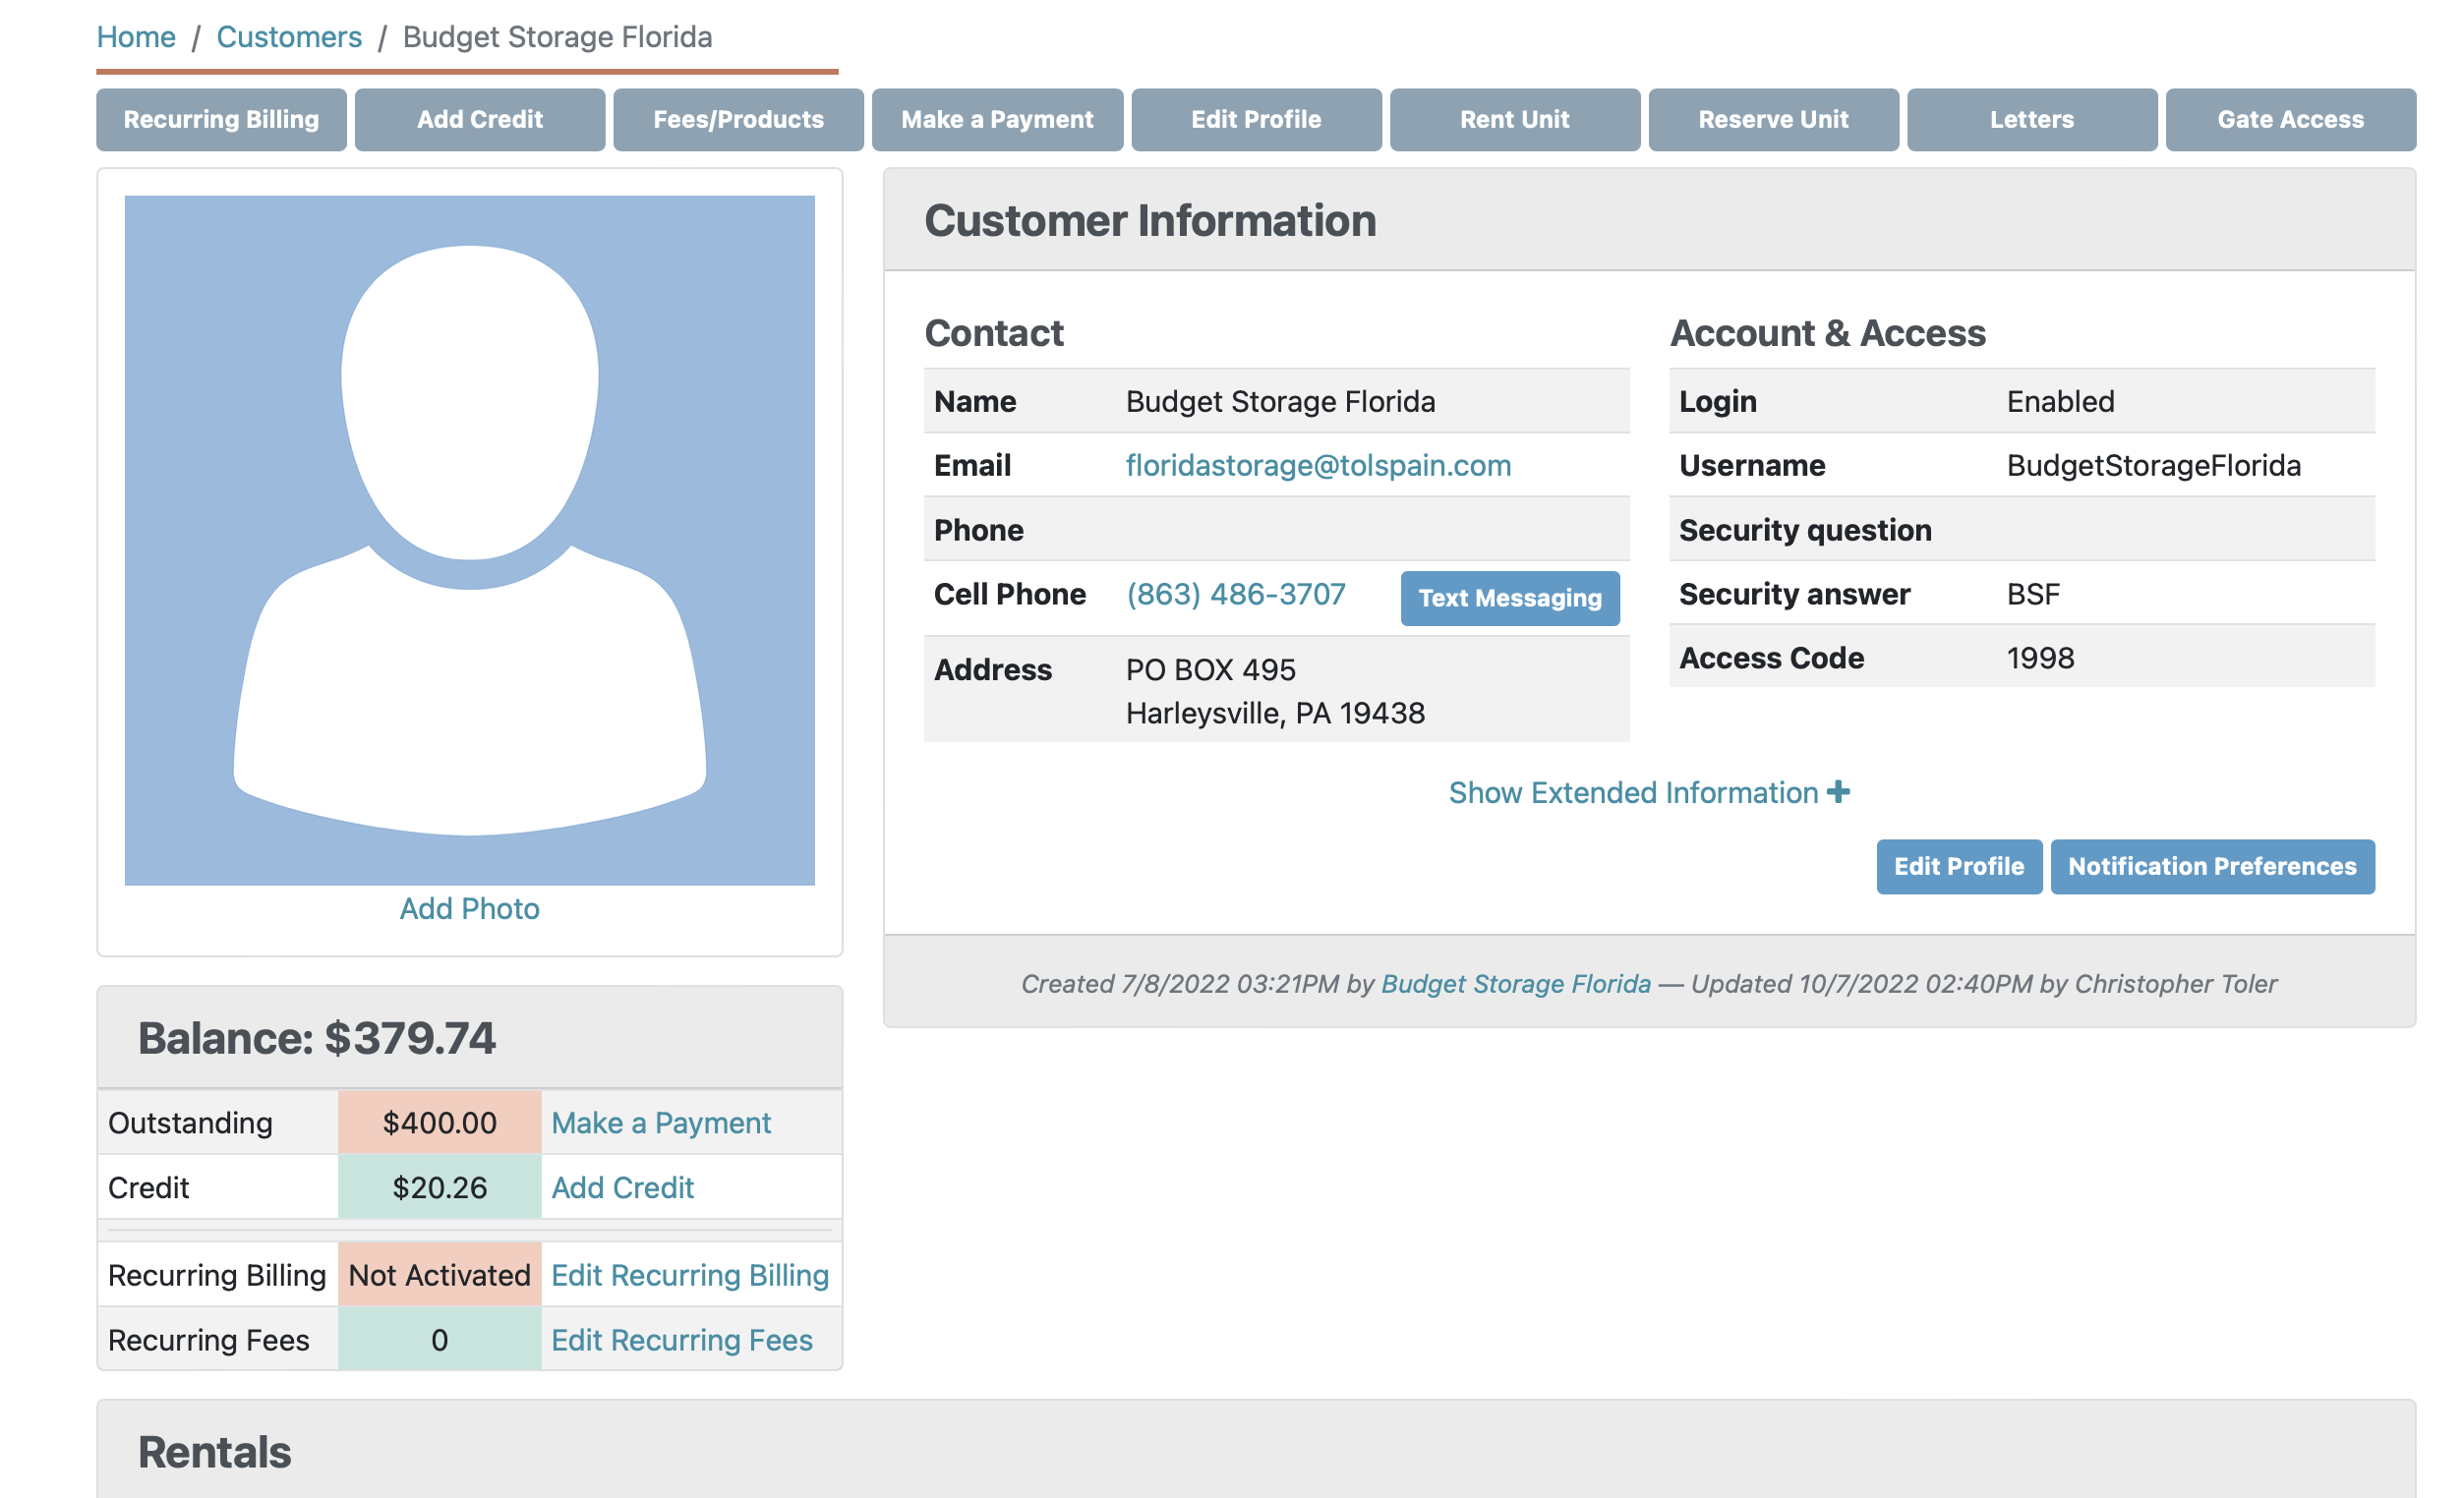 Home / Customers / Budget Storage Florida
Recurring Billing Add Credit Fees/Products Make a Payment Edit Profile Rent Unit Reserve Unit Letters Gate Access
Add Photo
Customer Information
Contact
Name Budget Storage Florida
Email floridastorage@tolspain.com
Phone
Cell Phone (863) 486-3707 Text Messaging
Address PO BOX 495
Harleysville, PA 19438
Account & Access
Login Enabled
Username BudgetStorageFlorida
Security question
Security answer BSF
Access Code 1998
Show Extended Information
Edit Profile Notification Preferences
Created 7/8/2022 03:21PM by Budget Storage Florida — Updated 10/7/2022 02:40PM by Christopher Toler
Balance: $379.74
Outstanding $400.00 Make a Payment
Credit $20.26 Add Credit
Recurring Billing Not Activated Edit Recurring Billing
Recurring Fees 0 Edit Recurring Fees
Rentals